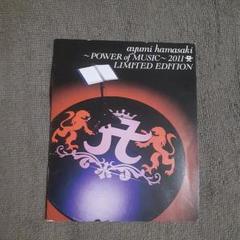 ayumi hamasaki
~POWER of MUSIC~ 2011 A
LIMITED EDITION